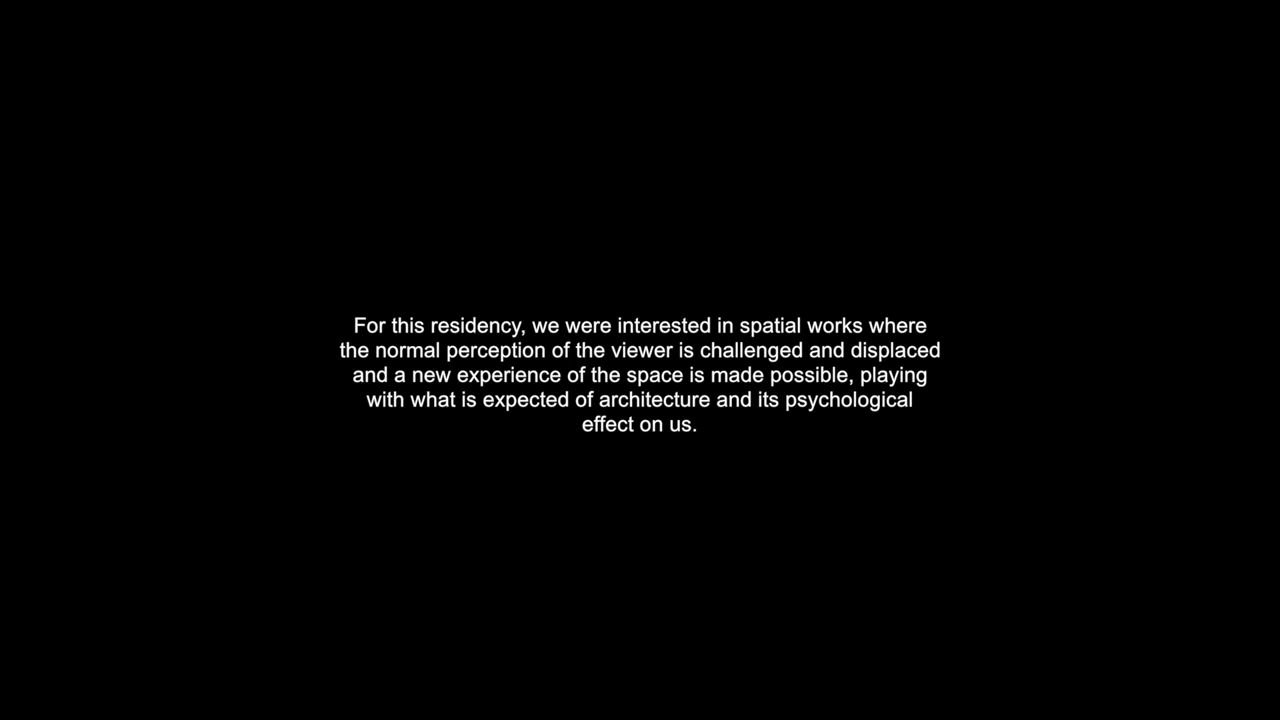 For this residency, we were interested in spatial works where
the normal perception of the viewer is challenged and displaced
and a new experience of the space is made possible, playing
with what is expected of architecture and its psychological
effect on us.